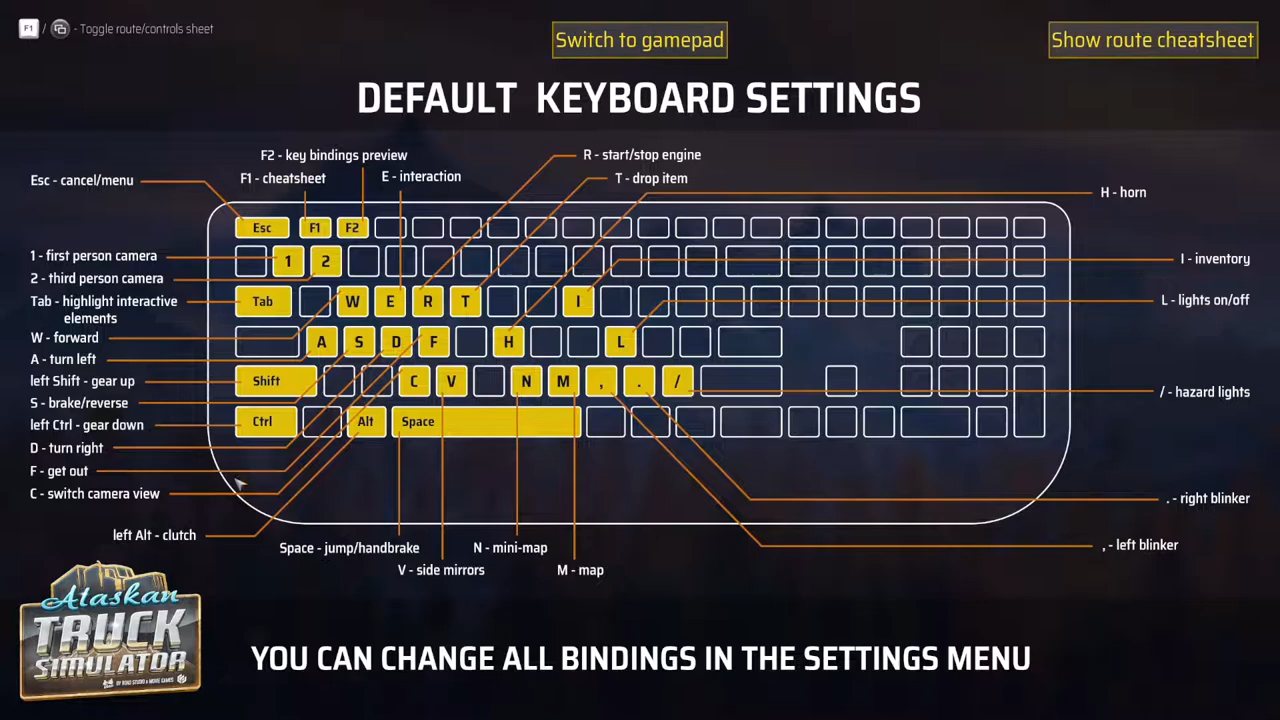 F1 / - Toggle route/controls sheet
Switch to gamepad
Show route cheatsheet
DEFAULT KEYBOARD SETTINGS
F2 - key bindings preview
R - start/stop engine
Esc - cancel/menu
F1 - cheatsheet
E - interaction
T - drop item
H - horn
Esc F1 F2
1 - first person camera
1 2
I - inventory
2 - third person camera
Tab - highlight interactive
elements
Tab W E R T I
L - lights on/off
W - forward
A S D F H L
A - turn left
left Shift - gear up
Shift C V N M , . /
/ - hazard lights
S - brake/reverse
left Ctrl - gear down
Ctrl Alt Space
D - turn right
F - get out
C - switch camera view
. - right blinker
left Alt - clutch
Space - jump/handbrake
N - mini-map
, - left blinker
V - side mirrors
M - map
Alaskan
TRUCK
SIMULATOR
BY ROAD STUDIO & MOVIE GAMES
YOU CAN CHANGE ALL BINDINGS IN THE SETTINGS MENU